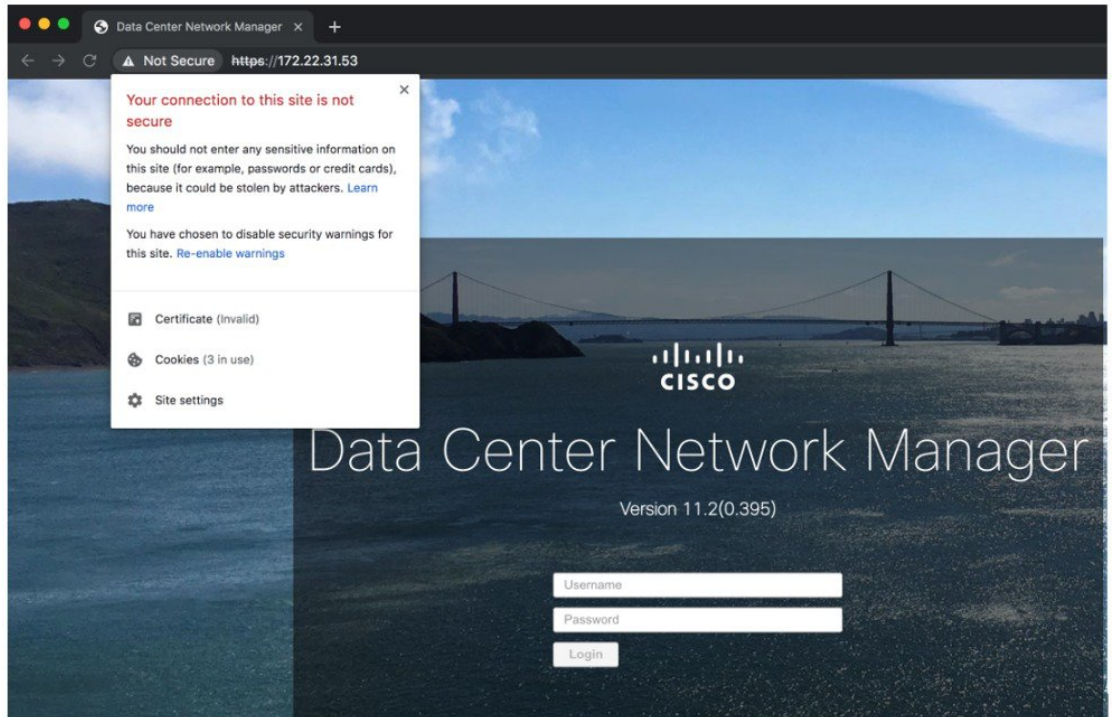 Data Center Network Manager
Not Secure https://172.22.31.53
Your connection to this site is not
secure
You should not enter any sensitive information on
this site (for example, passwords or credit cards),
because it could be stolen by attackers. Learn
more
You have chosen to disable security warnings for
this site. Re-enable warnings
Certificate (Invalid)
Cookies (3 in use)
Site settings
CISCO
Data Center Network Manager
Version 11.2(0.395)
Username
Password
Login